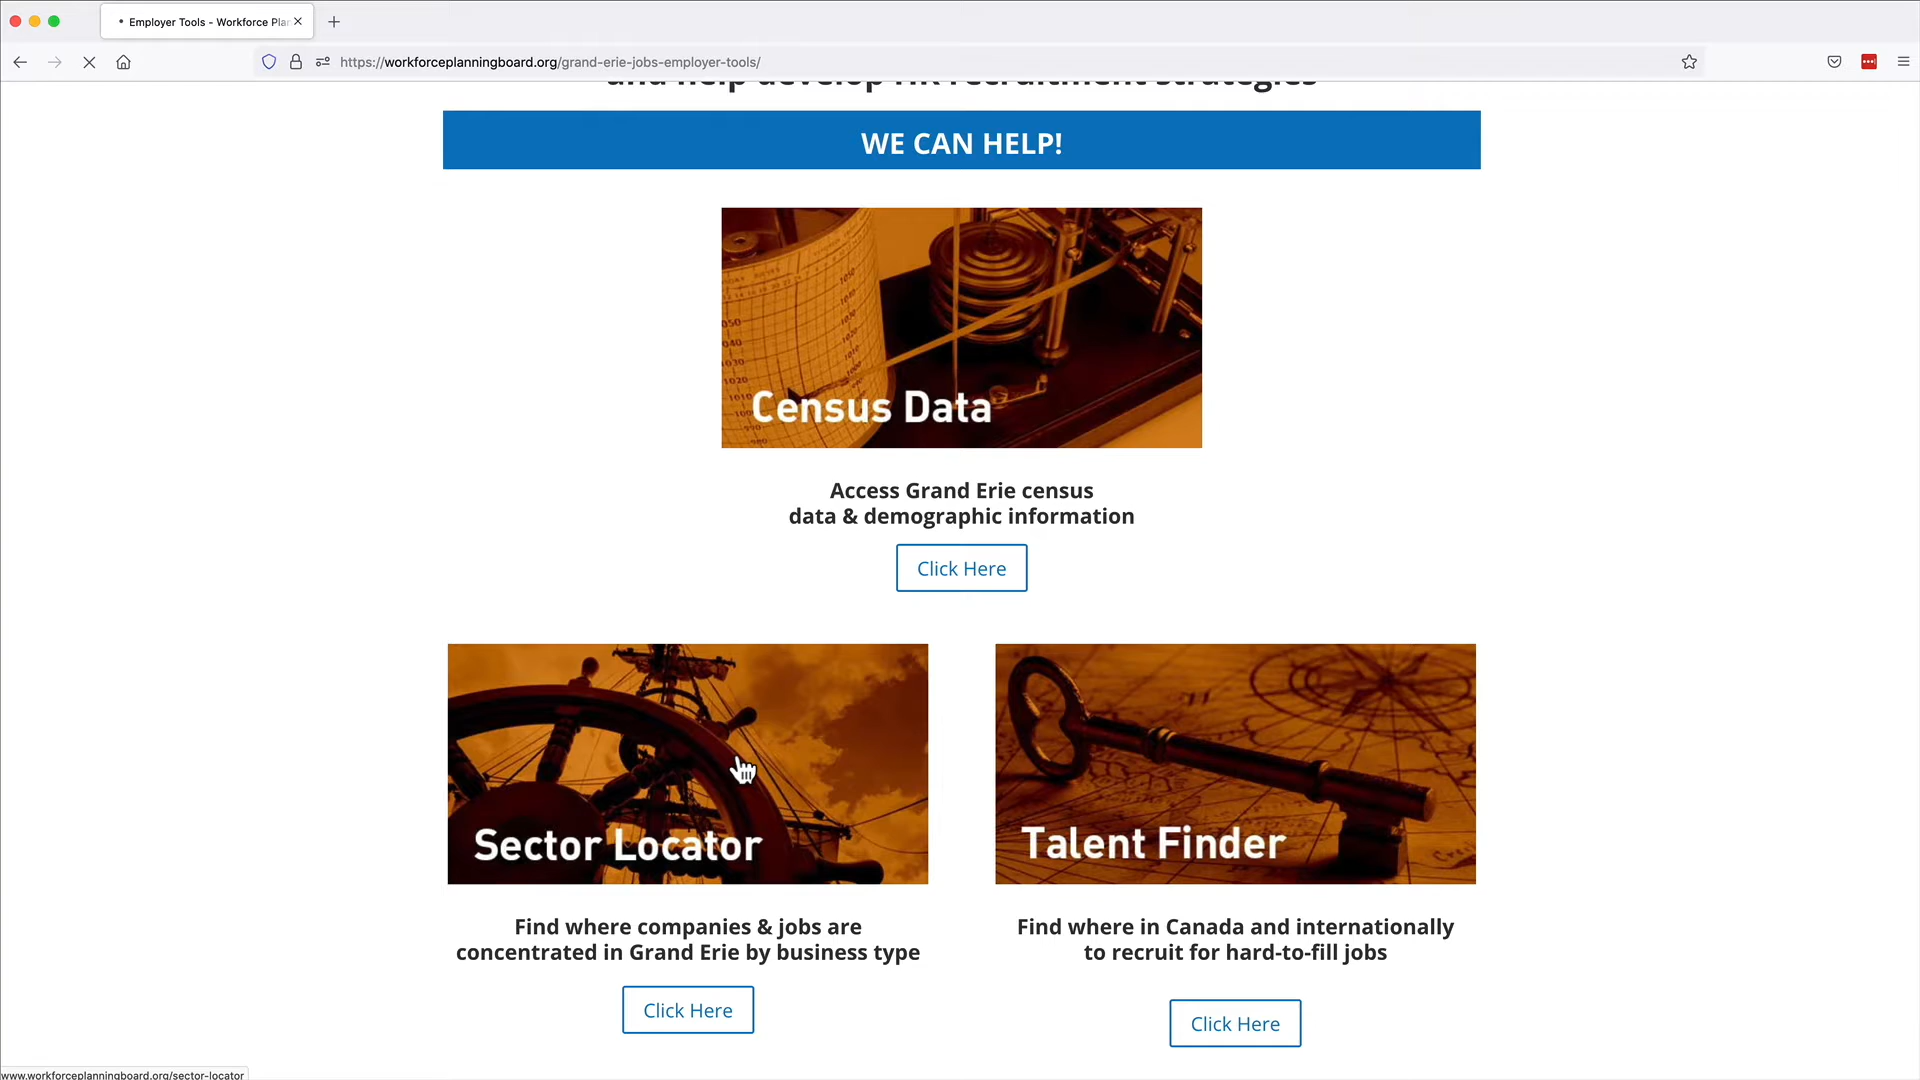 Employer Tools - Workforce Plan
https://workforceplanningboard.org/grand-erie-jobs-employer-tools/
and help develop HR recruitment strategies
WE CAN HELP!
Census Data
Access Grand Erie census
data & demographic information
Click Here
Sector Locator
Talent Finder
Find where companies & jobs are
concentrated in Grand Erie by business type
Find where in Canada and internationally
to recruit for hard-to-fill jobs
Click Here
Click Here
www.workforceplanningboard.org/sector-locator